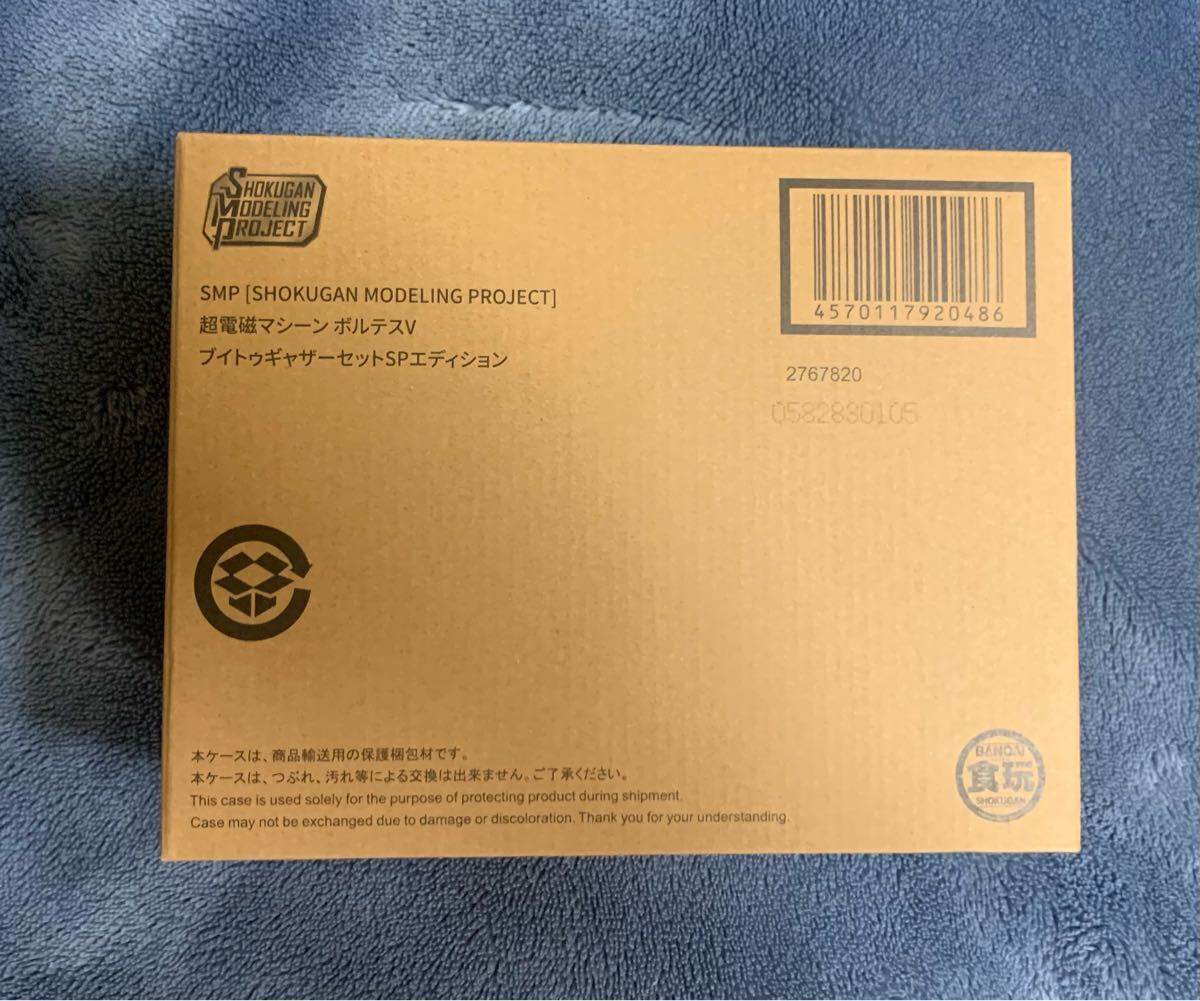 SHOKUGAN
MODELING
PROJECT
SMP [SHOKUGAN MODELING PROJECT]
超電磁マシーン ボルテスV
ブイトゥギャザーセットSPエディション
4570117920486
2767820
0582830105
本ケースは、商品輸送用の保護梱包材です。
本ケースは、つぶれ、汚れ等による交換は出来ません。ご了承ください。
This case is used solely for the purpose of protecting product during shipment.
Case may not be exchanged due to damage or discoloration. Thank you for your understanding.
BANDAI
食玩
SHOKUGAN